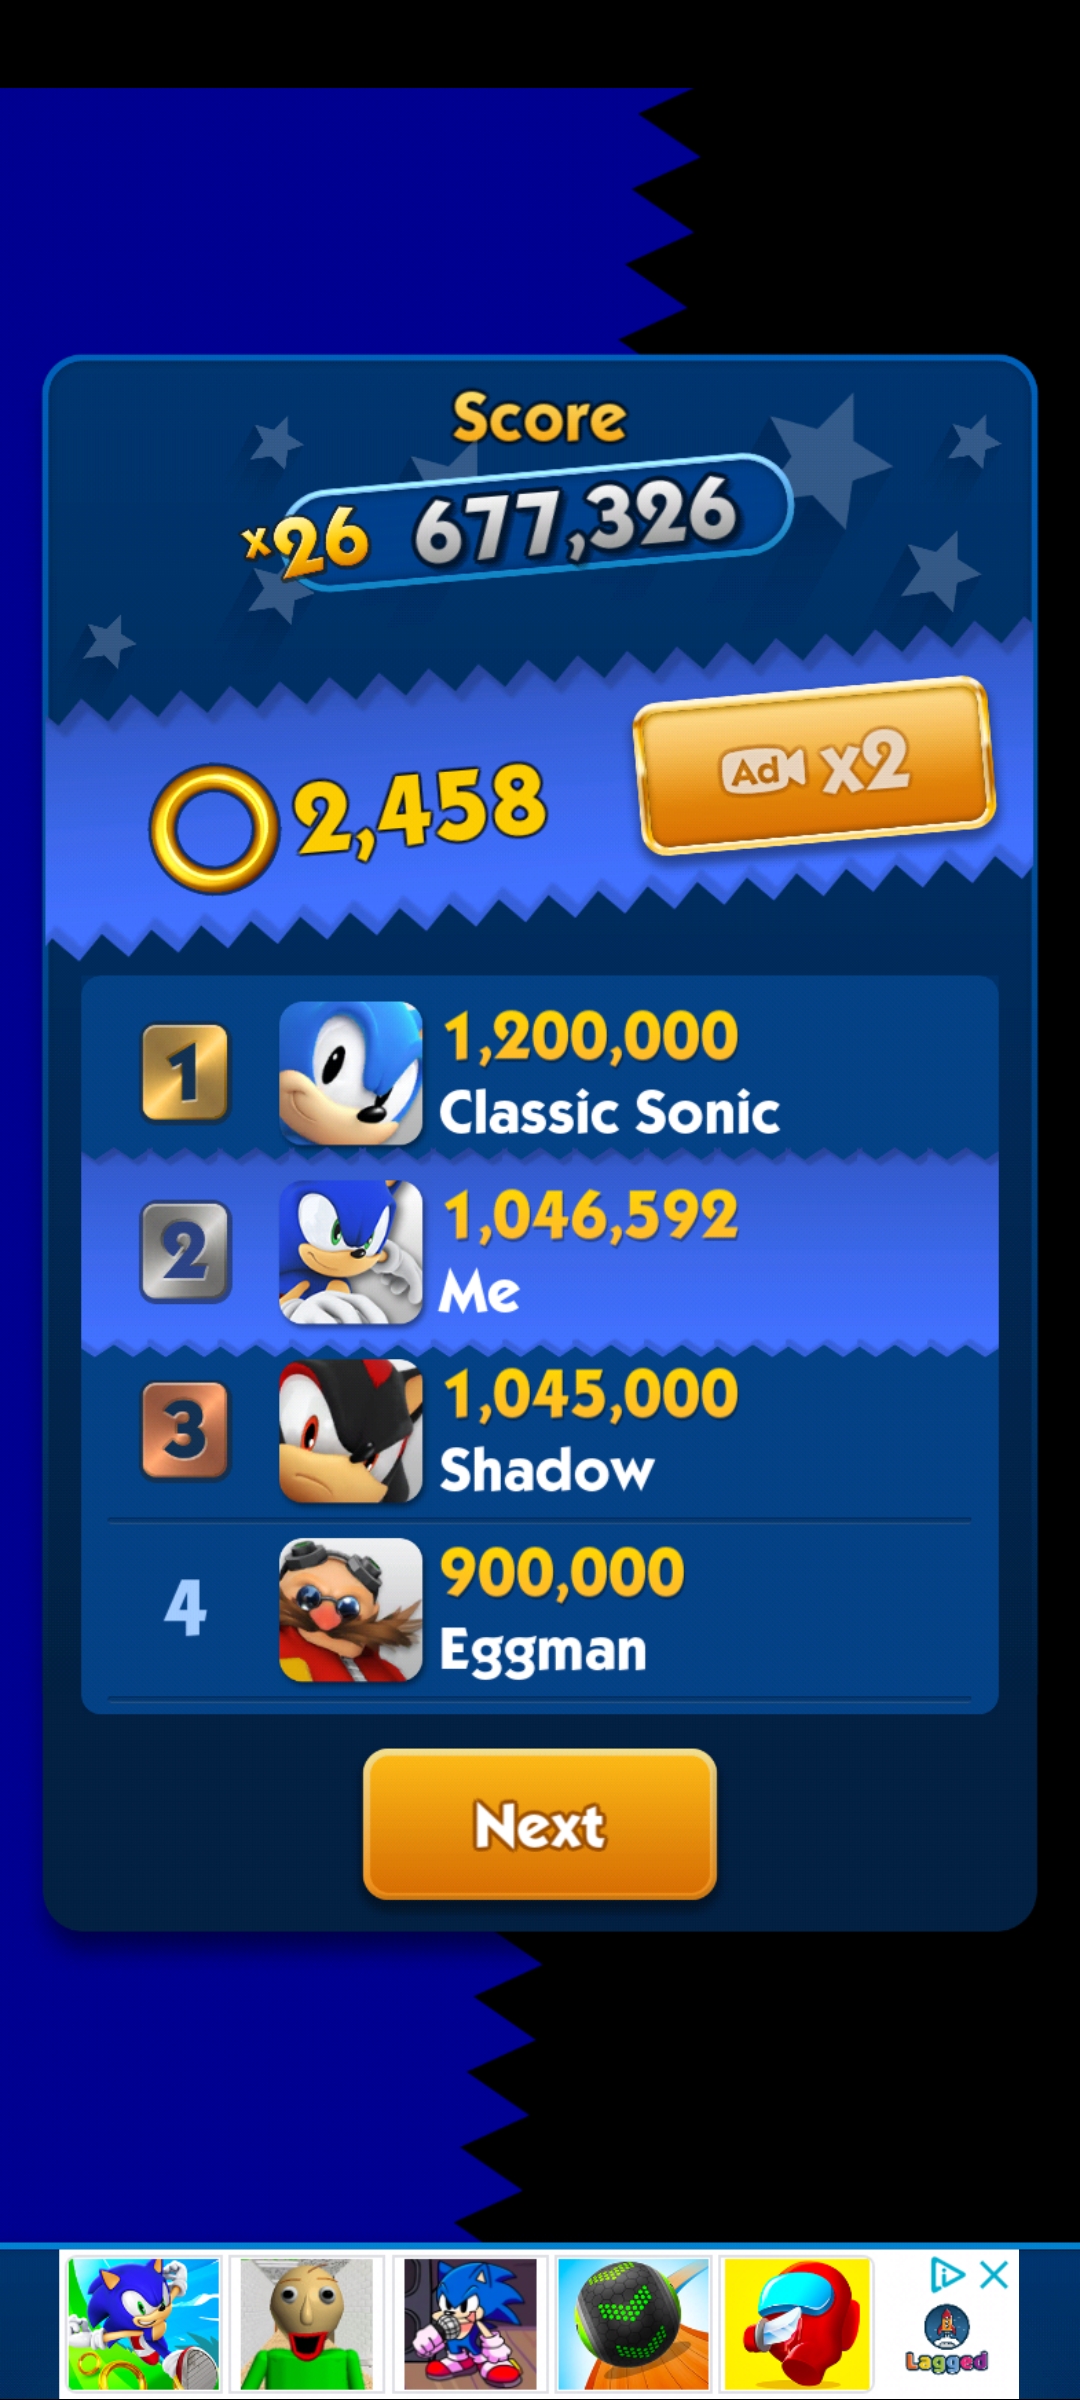 Score
x26 677,326
2,458
Ad x2
1
1,200,000
Classic Sonic
2
1,046,592
Me
3
1,045,000
Shadow
4
900,000
Eggman
Next
Lagged